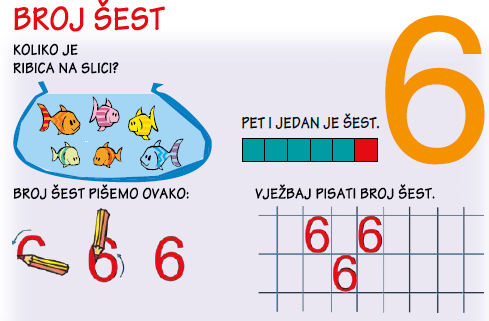 BROJ ŠEST
KOLIKO JE
RIBICA NA SLICI?
6
PET I JEDAN JE ŠEST.
BROJ ŠEST PIŠEMO OVAKO:
6 6 6
VJEŽBAJ PISATI BROJ ŠEST.
6 6
6